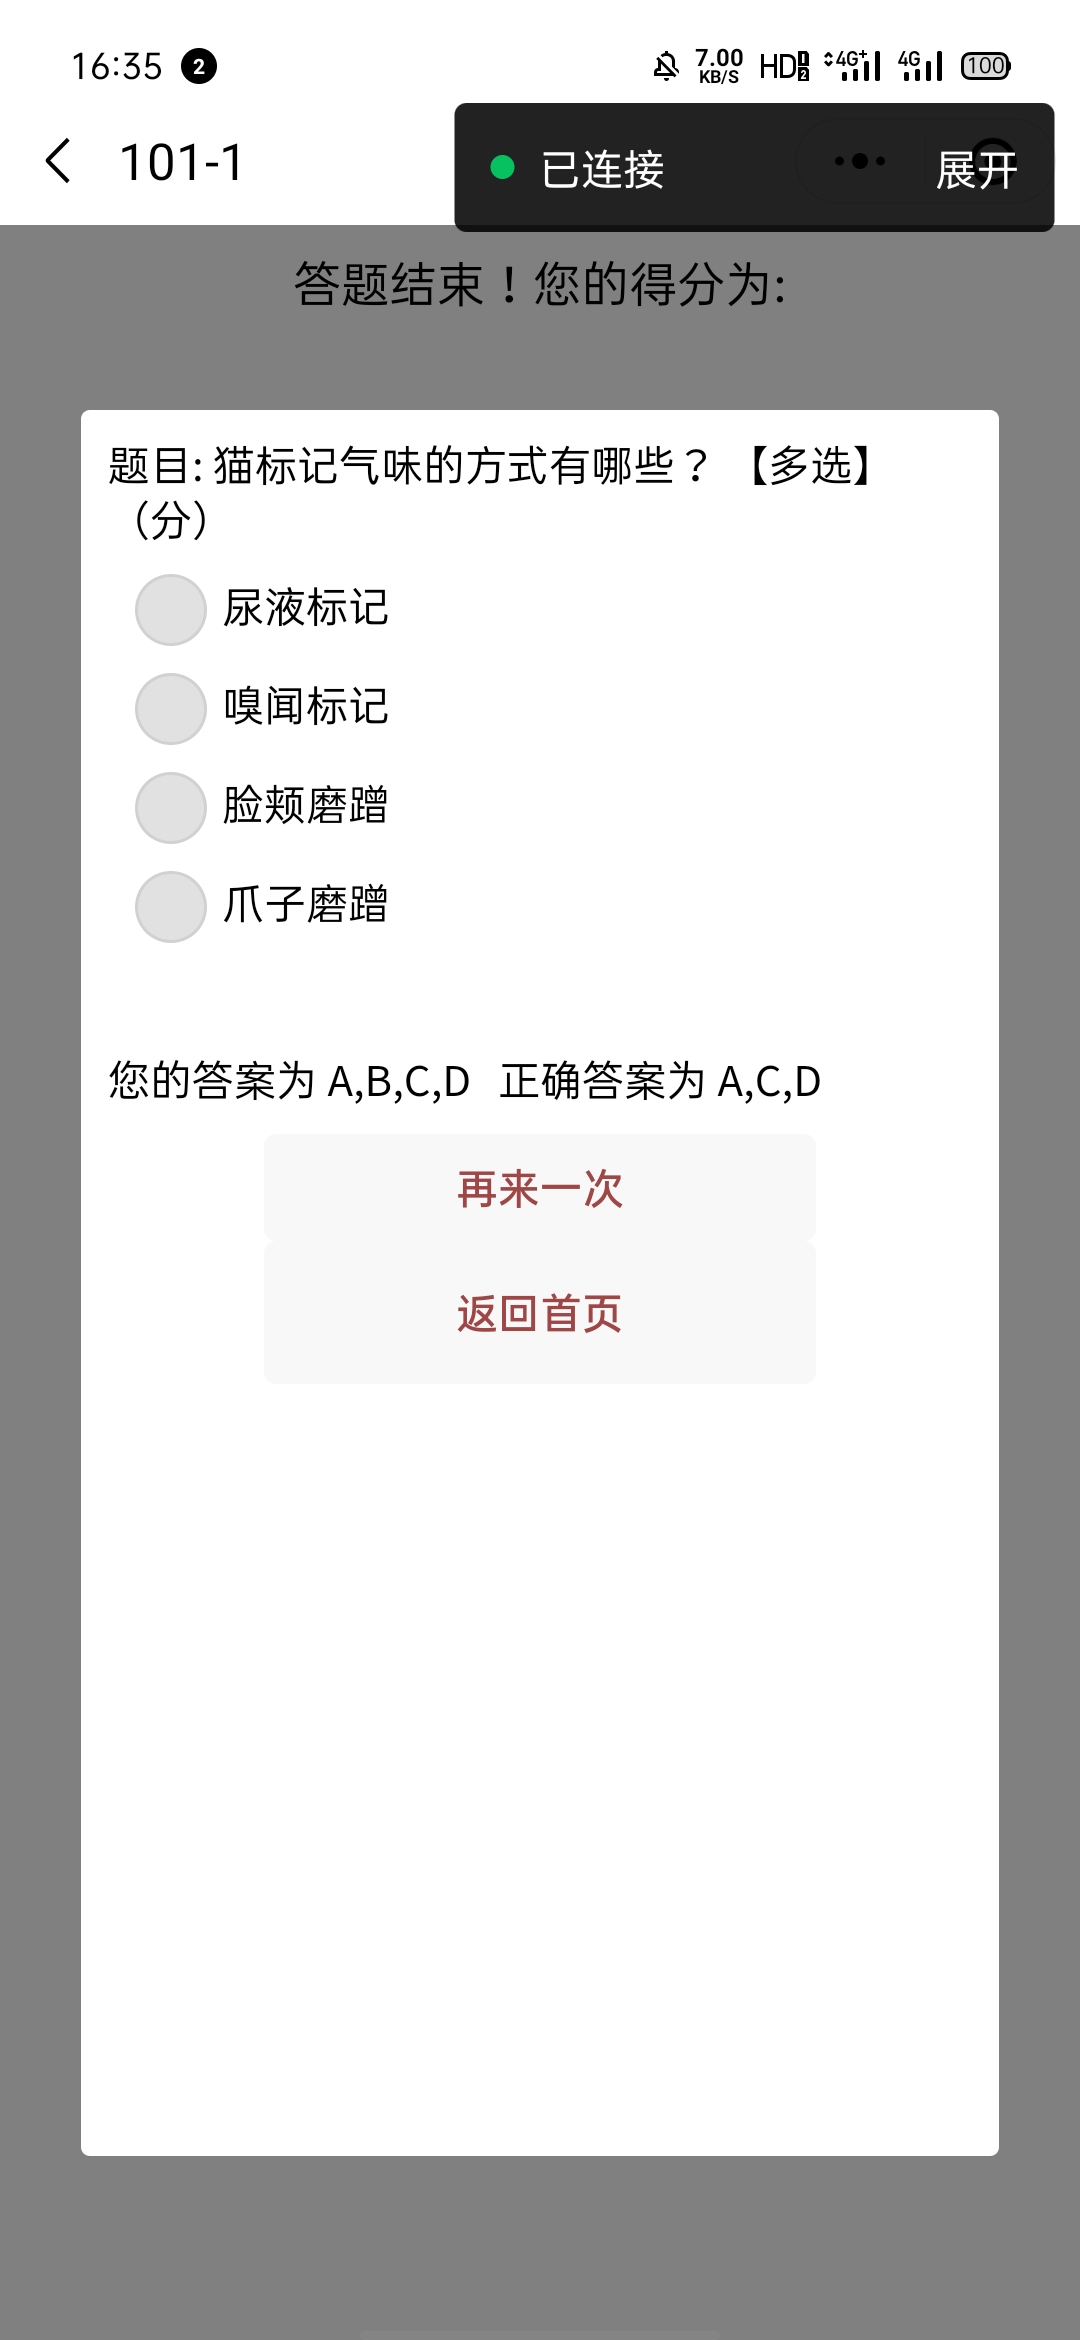 16:35 2 7.00 KB/S HD 1 2 4G+ 4G 100
101-1
已连接 展开
答题结束！您的得分为:
题目: 猫标记气味的方式有哪些？ 【多选】
（分）
尿液标记
嗅闻标记
脸颊磨蹭
爪子磨蹭
您的答案为 A,B,C,D 正确答案为 A,C,D
再来一次
返回首页